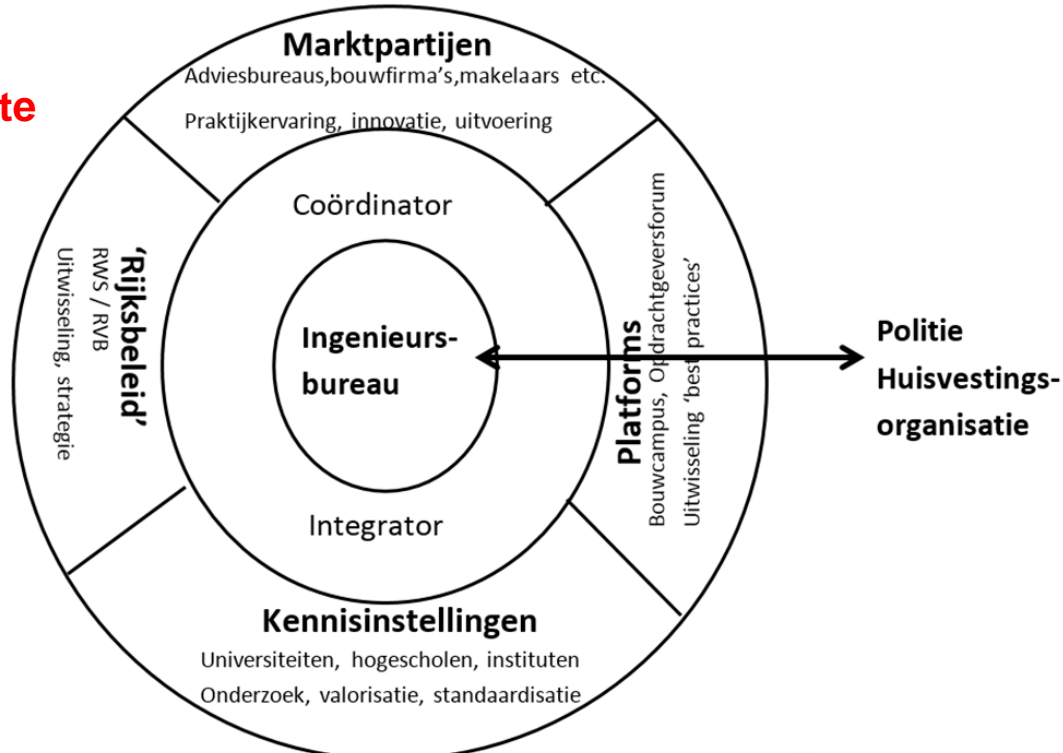 te
Marktpartijen
Adviesbureaus,bouwfirma's,makelaars etc.
Praktijkervaring, innovatie, uitvoering
'Rijksbeleid'
RWS / RVB
Uitwisseling, strategie
Coördinator
Ingenieurs-
bureau
Integrator
Platforms
Bouwcampus, Opdrachtgeversforum
Uitwisseling 'best practices'
Politie
Huisvestings-
organisatie
Kennisinstellingen
Universiteiten, hogescholen, instituten
Onderzoek, valorisatie, standaardisatie